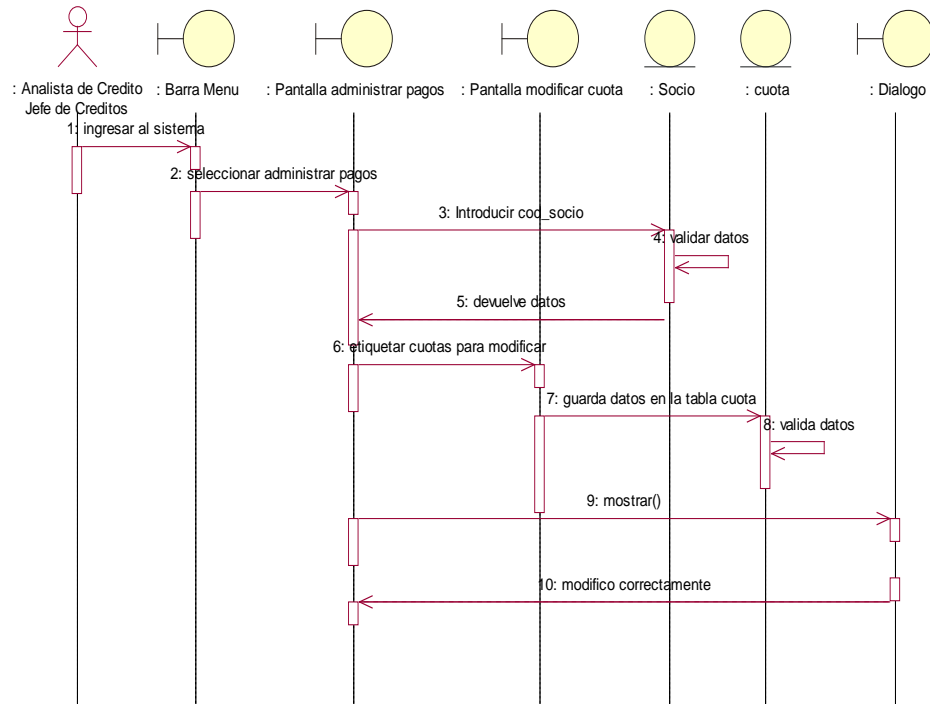 : Analista de Credito
Jefe de Creditos
: Barra Menu
: Pantalla administrar pagos
: Pantalla modificar cuota
: Socio
: cuota
: Dialogo
1: ingresar al sistema
2: seleccionar administrar pagos
3: Introducir cod_socio
4: validar datos
5: devuelve datos
6: etiquetar cuotas para modificar
7: guarda datos en la tabla cuota
8: valida datos
9: mostrar()
10: modifico correctamente